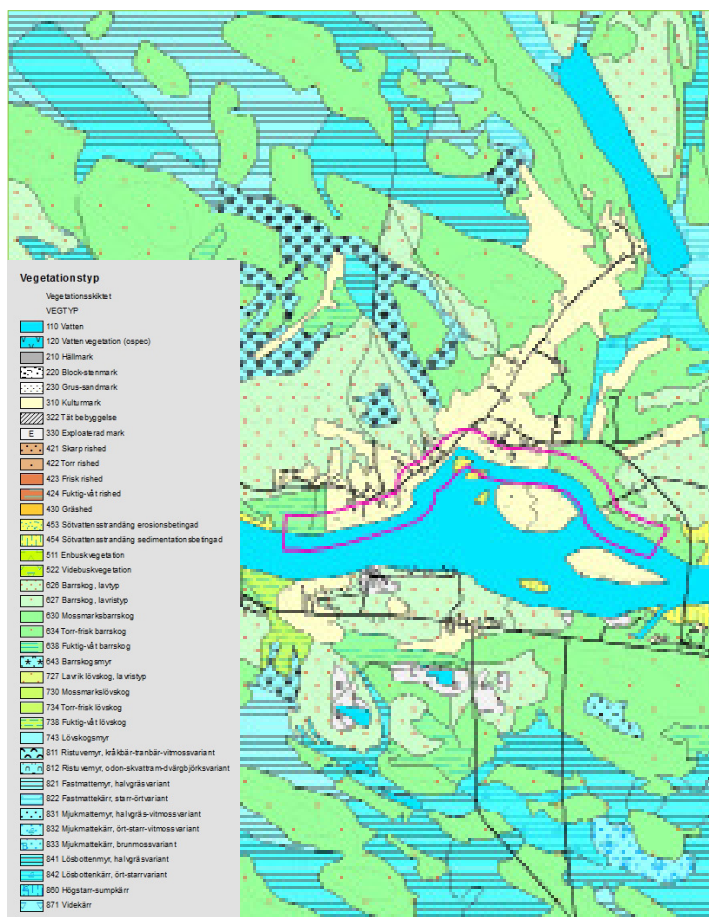 Vegetationstyp
Vegetationsskiktet
VEGTYP
110 Vatten
120 Vattenvegetation (ospec)
210 Hällmark
220 Block-stenmark
230 Grus-sandmark
310 Kulturmark
322 Tät bebyggelse
E 330 Exploaterad mark
421 Skarp rished
422 Torr rished
423 Frisk rished
424 Fuktig-våt rished
430 Gräshed
453 Sötvattensstrandäng erosionsbetingad
454 Sötvattensstrandäng sedimentationsbetingad
511 Enbuskvegetation
522 Videbuskvegetation
626 Barrskog, lavtyp
627 Barrskog, lavristyp
630 Mossmarksbarrskog
634 Torr-frisk barrskog
638 Fuktig-våt barrskog
643 Barrskogsmyr
727 Lavrik lövskog, lavristyp
730 Mossmarkslövskog
734 Torr-frisk lövskog
738 Fuktig-våt lövskog
743 Lövskogsmyr
811 Ristuvemyr, kråkbär-tranbär-vitmossvariant
812 Ristuvemyr, odon-skvattram-dvärgbjörksvariant
821 Fastmattemyr, halvgräsvariant
822 Fastmattekärr, starr-örtvariant
831 Mjukmattemyr, halvgräs-vitmossvariant
832 Mjukmattekärr, ört-starr-vitmossvariant
833 Mjukmattekärr, brunmossvariant
841 Lösbottenmyr, halvgräsvariant
842 Lösbottenkärr, ört-starrvariant
860 Högstarr-sumpkärr
871 Videkärr